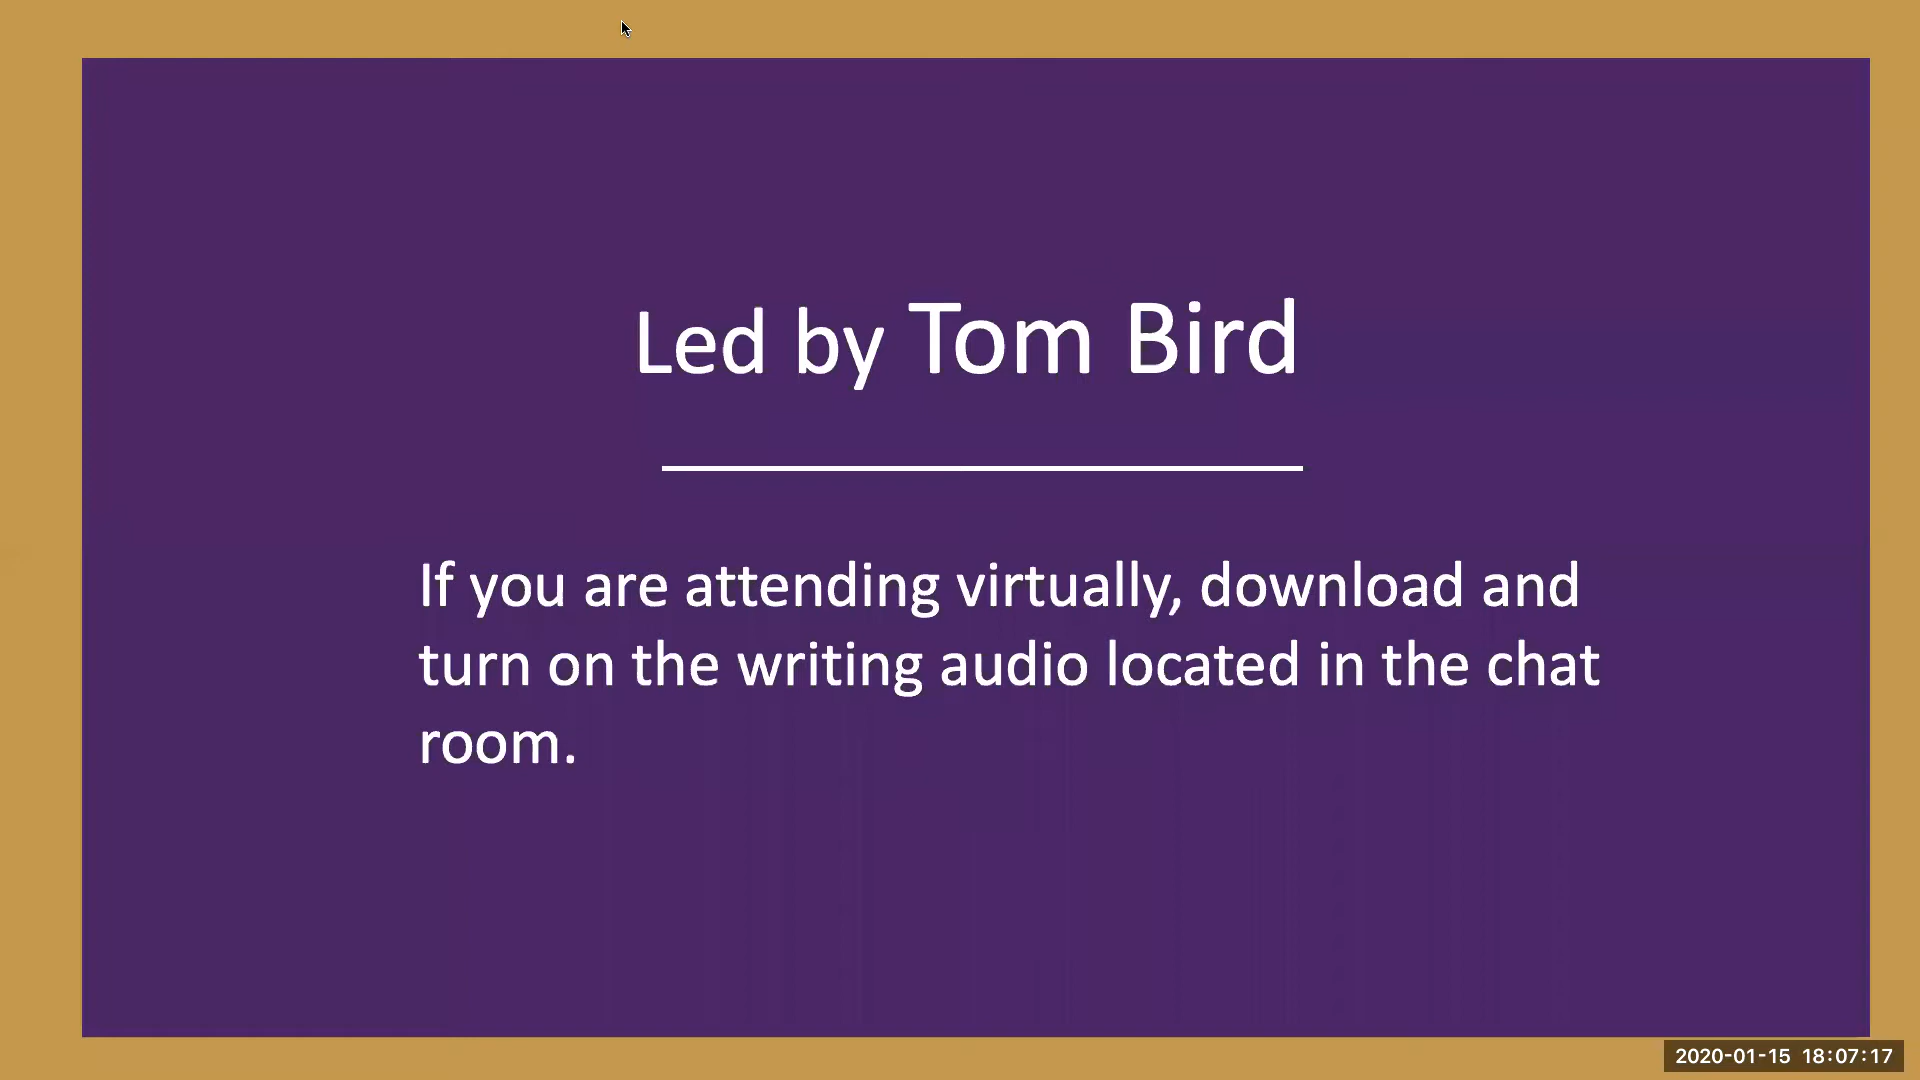 Led by Tom Bird
If you are attending virtually, download and
turn on the writing audio located in the chat
room.
2020-01-15 18:07:17